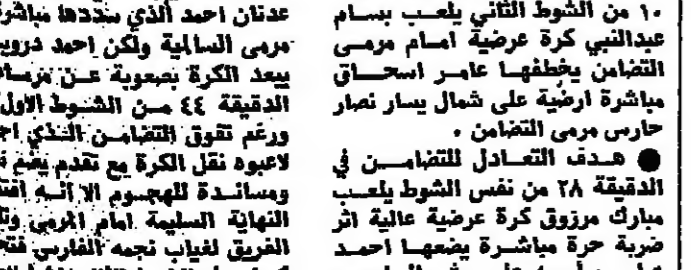 ١٠ من الشوط الثاني يلعب بسام
عبدالنبي كرة عرضية امام مرمى
التضامن يخطفها عامر اسحاق
مباشرة ارضية على شمال يسار نصار
حارس مرمى التضامن ٠
● هدف التعادل للتضامن في
الدقيقة ٢٨ من نفس الشوط يلعب
مبارك مرزوق كرة عرضية عالية اثر
ضربة حرة مباشرة يضعها احمد
عدنان احمد الذي سددها مباشرة
مرمى السالمية ولكن احمد درويش
يبعد الكرة بصعوبة عن
الدقيقة ٤٤ من الشوط الاول
ورغم تفوق التضامن الذي
لاعبوه نقل الكرة مع تقدم
ومساندة للهجوم الا انه
النهاية السليمة امام المرمى
الفريق لغياب نجمه الفارس